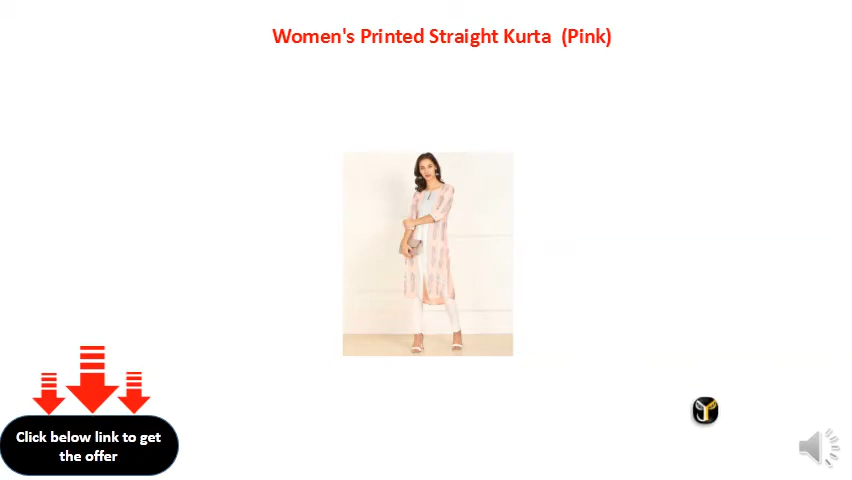 Women's Printed Straight Kurta (Pink)
Click below link to get
the offer